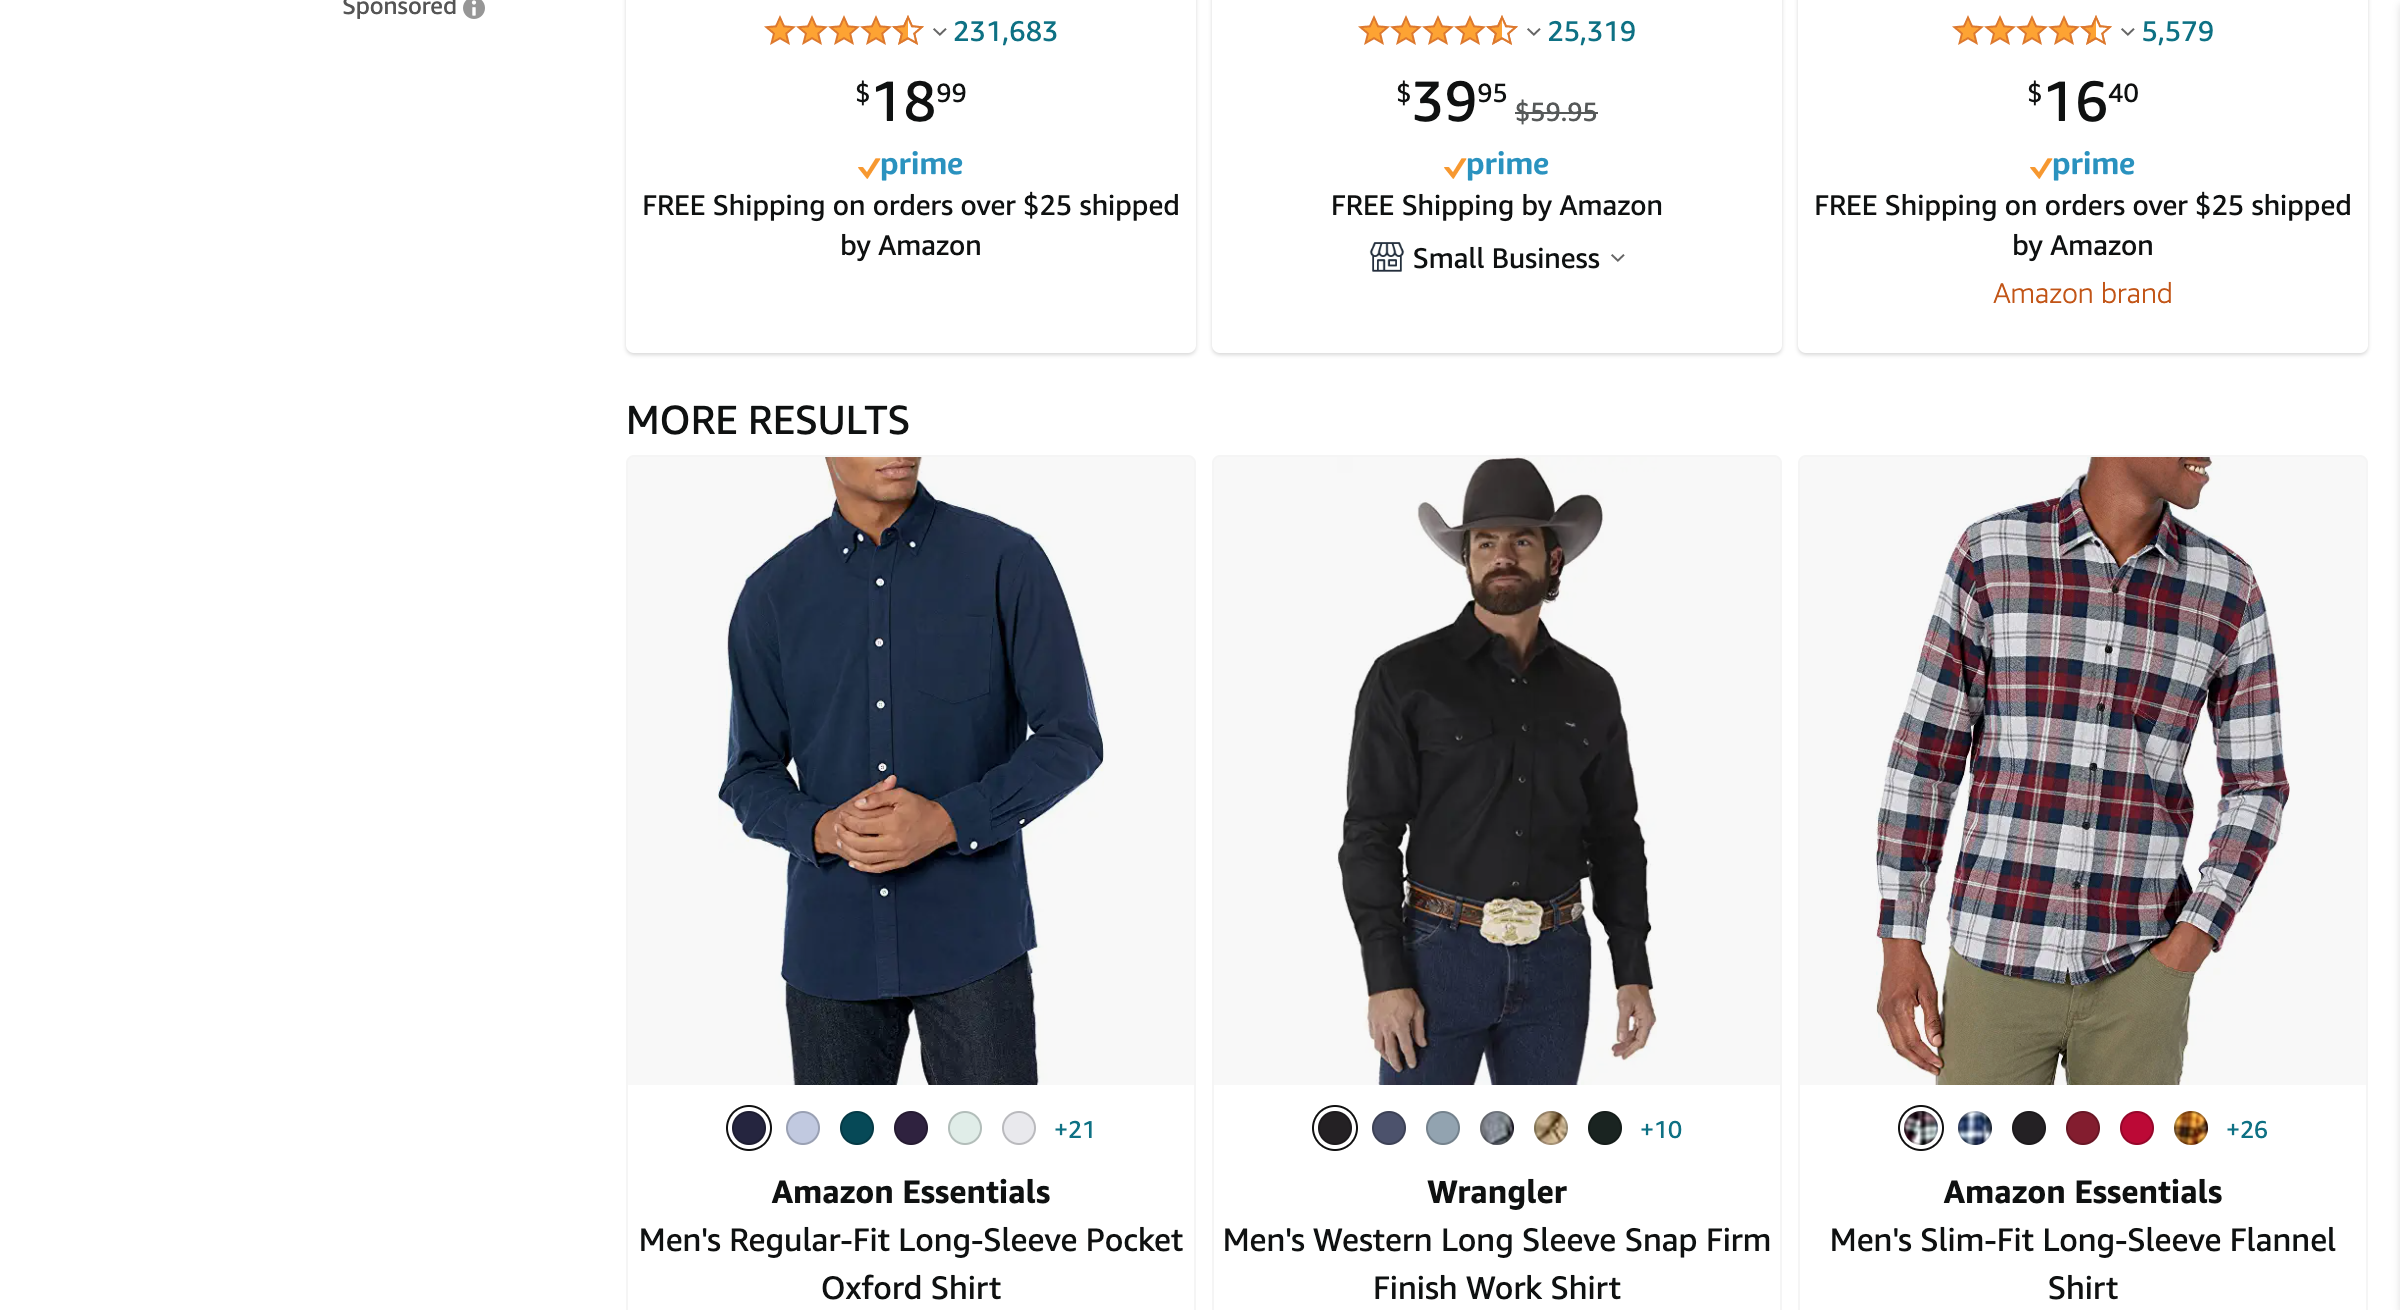 Sponsored
231,683
$18.99
prime
FREE Shipping on orders over $25 shipped
by Amazon
25,319
$39.95 $59.95
prime
FREE Shipping by Amazon
Small Business
5,579
$16.40
prime
FREE Shipping on orders over $25 shipped
by Amazon
Amazon brand
MORE RESULTS
+21
Amazon Essentials
Men's Regular-Fit Long-Sleeve Pocket
Oxford Shirt
+10
Wrangler
Men's Western Long Sleeve Snap Firm
Finish Work Shirt
+26
Amazon Essentials
Men's Slim-Fit Long-Sleeve Flannel
Shirt